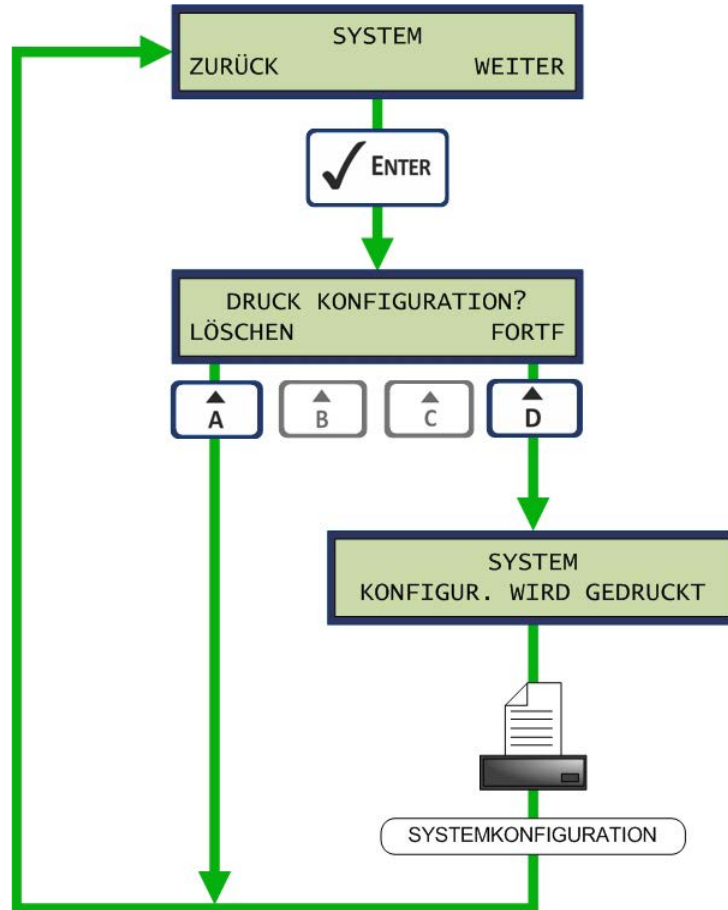 SYSTEM
ZURÜCK WEITER
ENTER
DRUCK KONFIGURATION?
LÖSCHEN FORTF
A B C D
SYSTEM
KONFIGUR. WIRD GEDRUCKT
SYSTEMKONFIGURATION